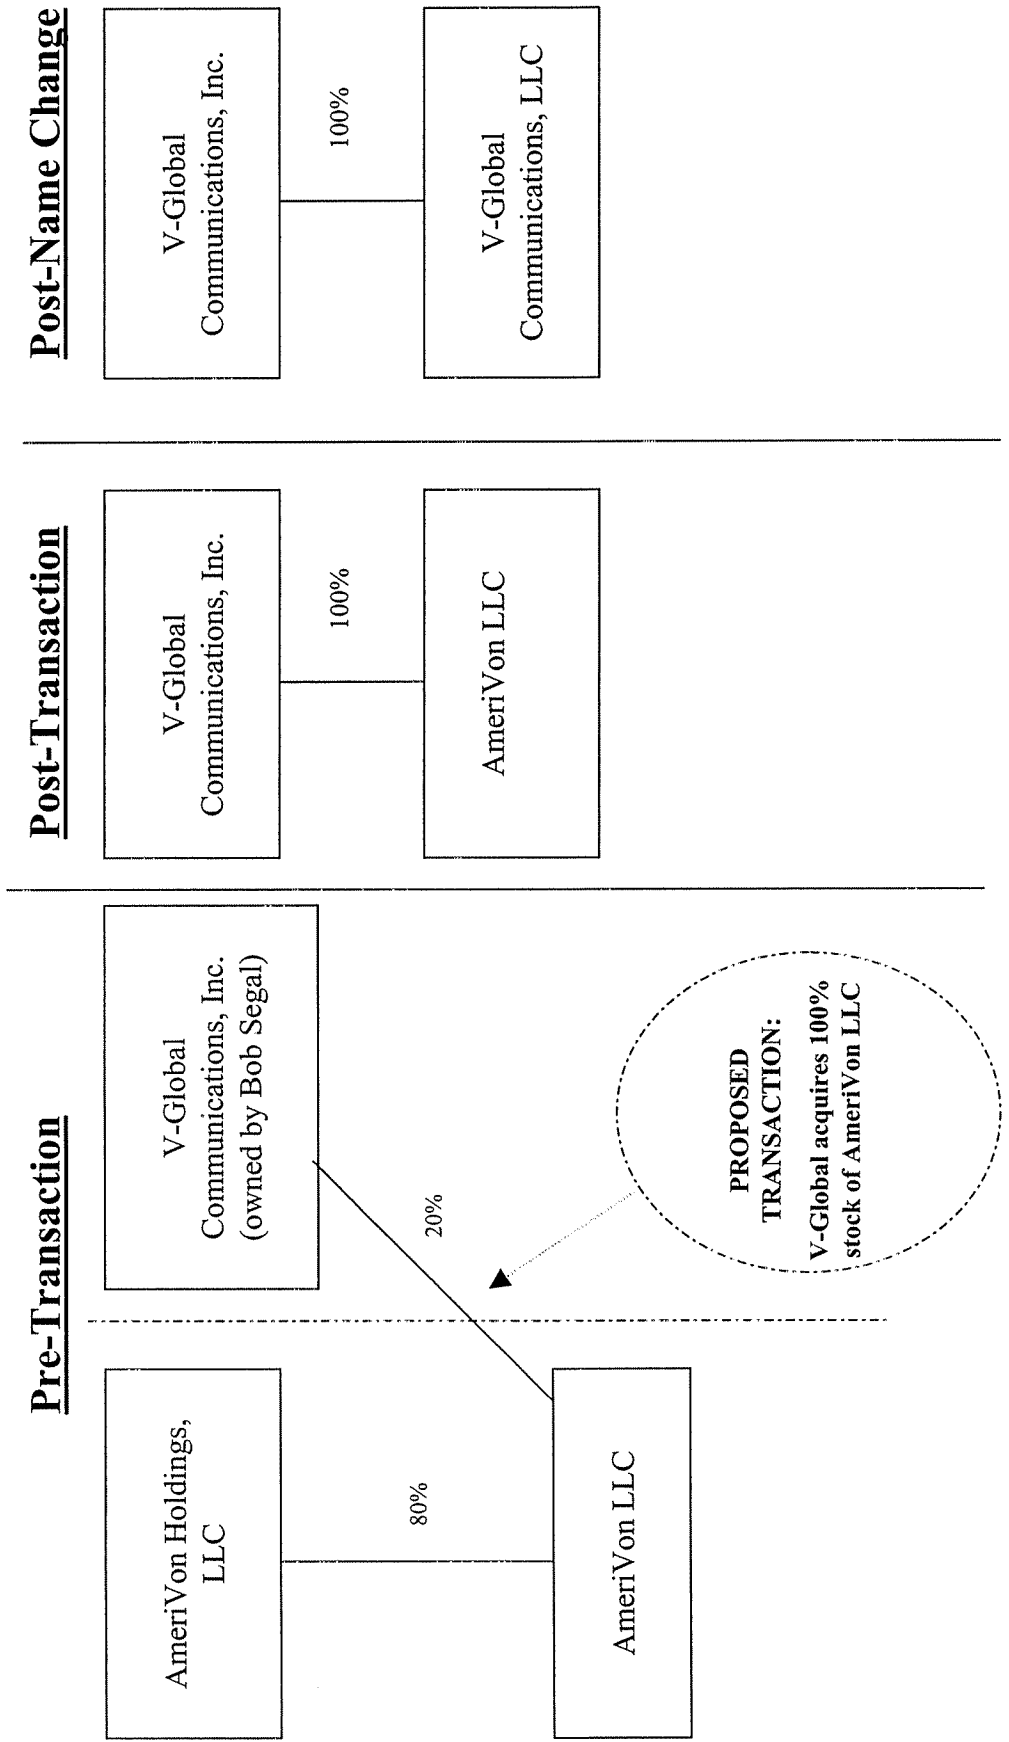 Pre-Transaction
AmeriVon Holdings,
LLC
80%
AmeriVon LLC
V-Global
Communications, Inc.
(owned by Bob Segal)
20%
PROPOSED
TRANSACTION:
V-Global acquires 100%
stock of AmeriVon LLC
Post-Transaction
V-Global
Communications, Inc.
100%
AmeriVon LLC
Post-Name Change
V-Global
Communications, Inc.
100%
V-Global
Communications, LLC